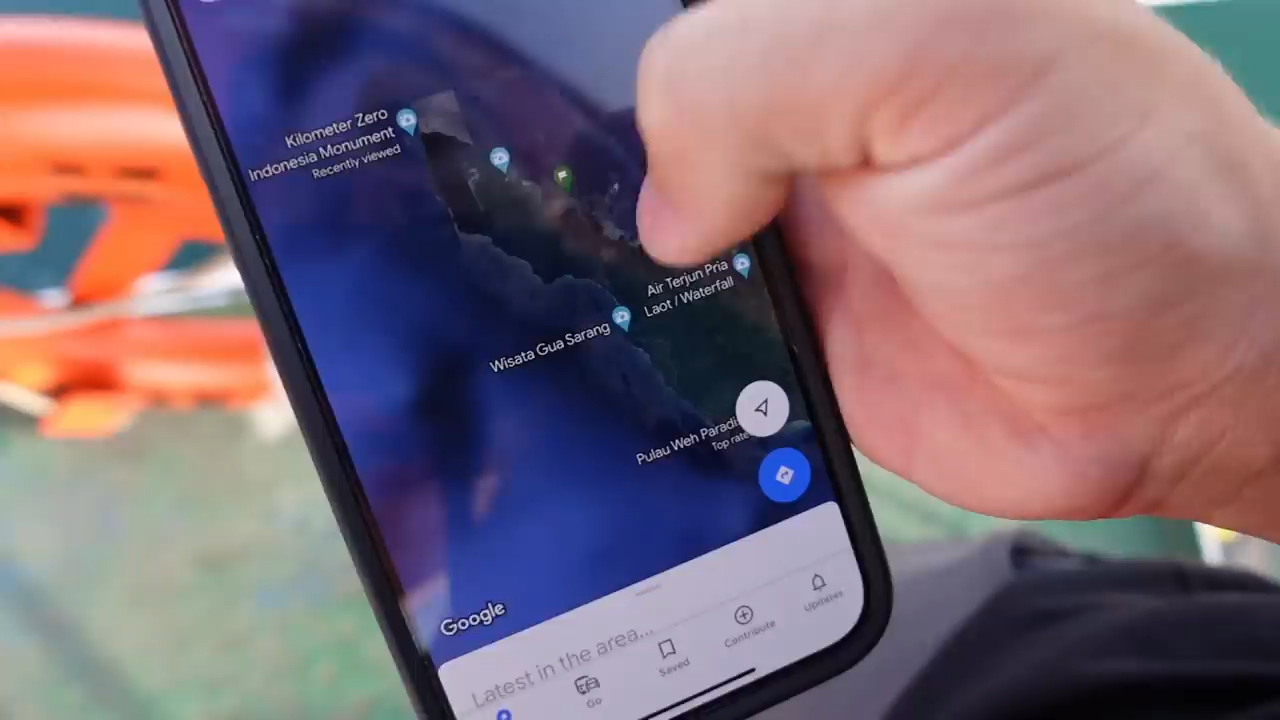 Kilometer Zero
Indonesia Monument
Recently viewed
Air Terjun Pria
Laot / Waterfall
Wisata Gua Sarang
Pulau Weh Paradi
Top rate
Google
Latest in the area...
Go
Saved
Contribute
Updates